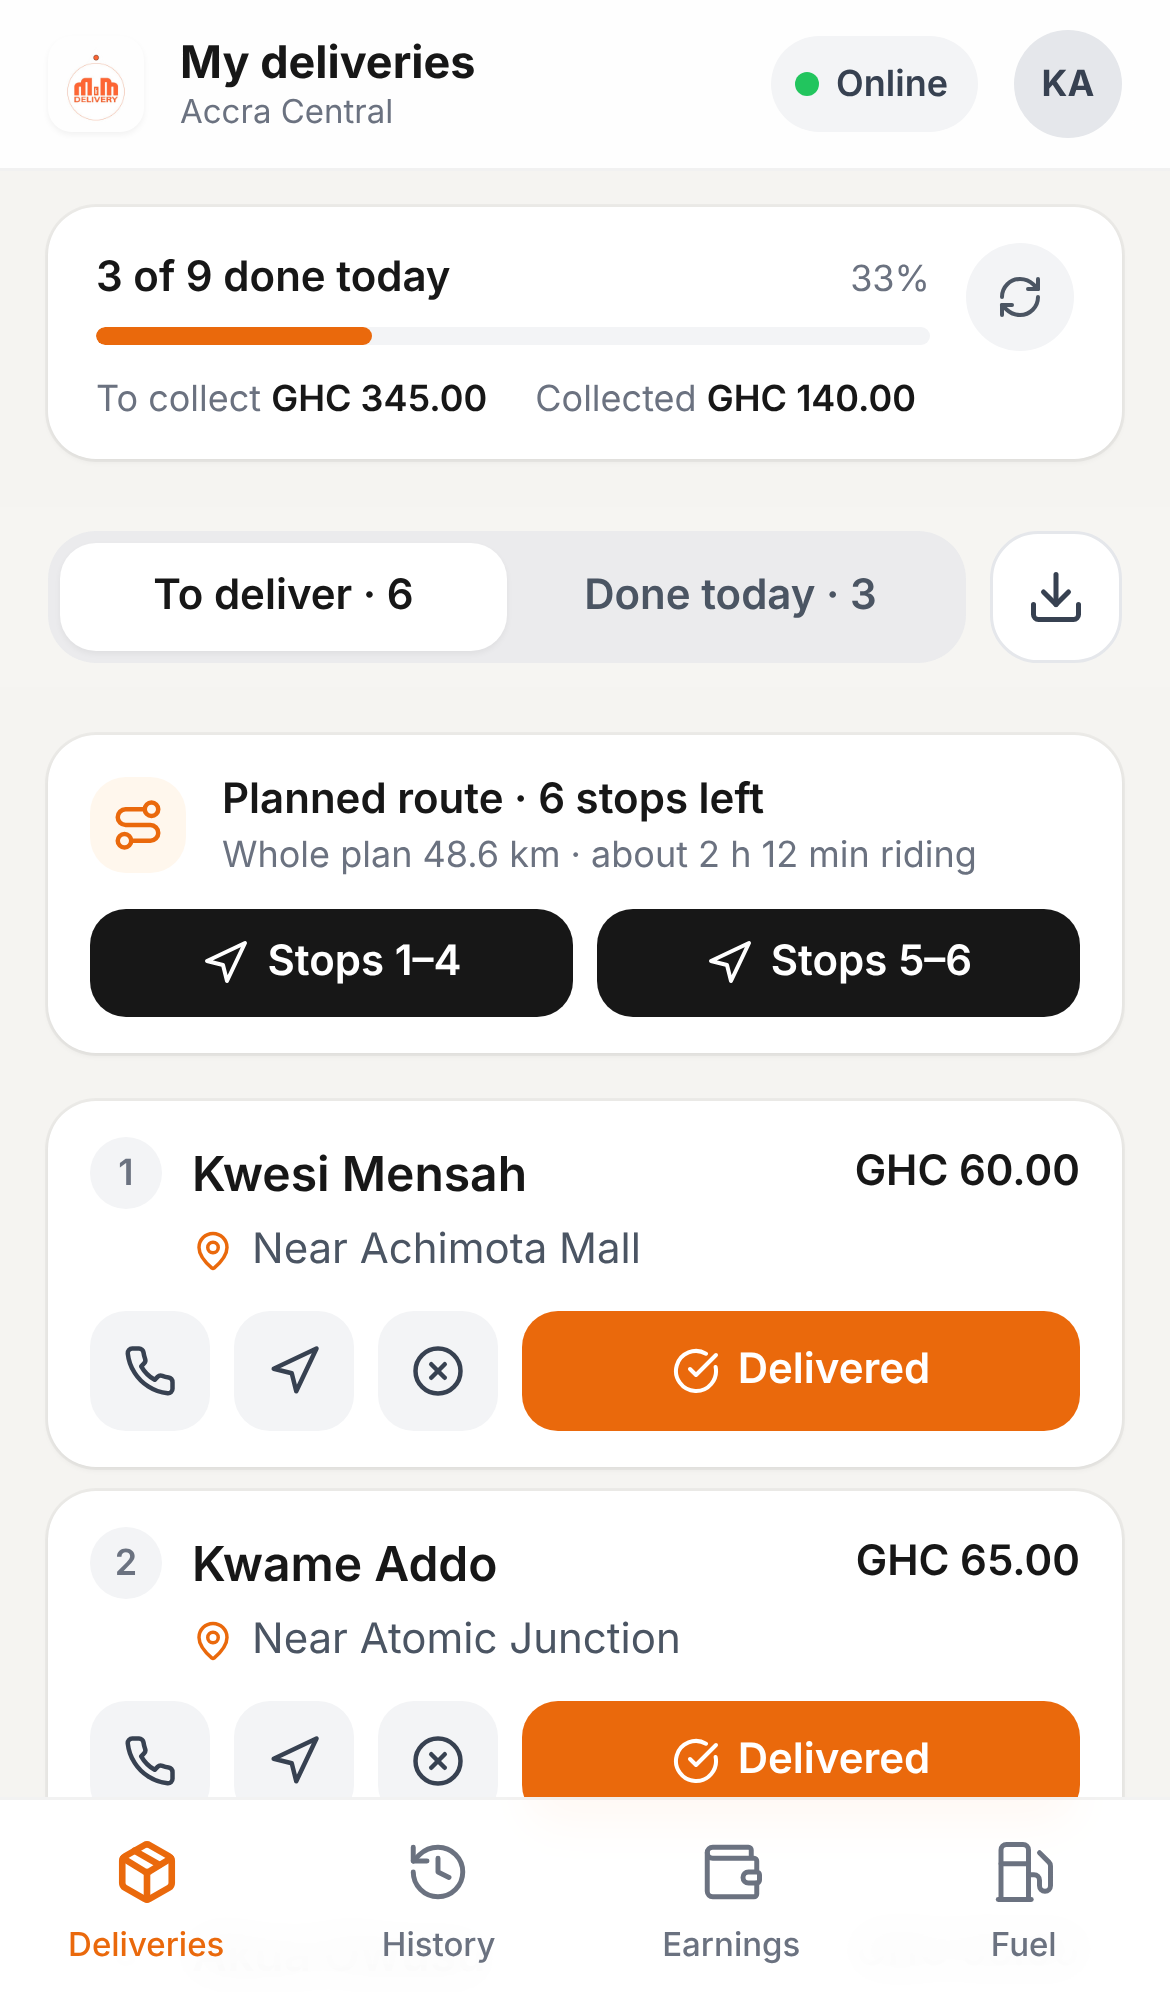 My deliveries
Accra Central
DELIVERY
Online
KA
3 of 9 done today
33%
To collect GHC 345.00
Collected GHC 140.00
To deliver · 6
Done today · 3
Planned route · 6 stops left
Whole plan 48.6 km · about 2 h 12 min riding
Stops 1–4
Stops 5–6
1
Kwesi Mensah
GHC 60.00
Near Achimota Mall
Delivered
2
Kwame Addo
GHC 65.00
Near Atomic Junction
Delivered
Deliveries
History
Earnings
Fuel